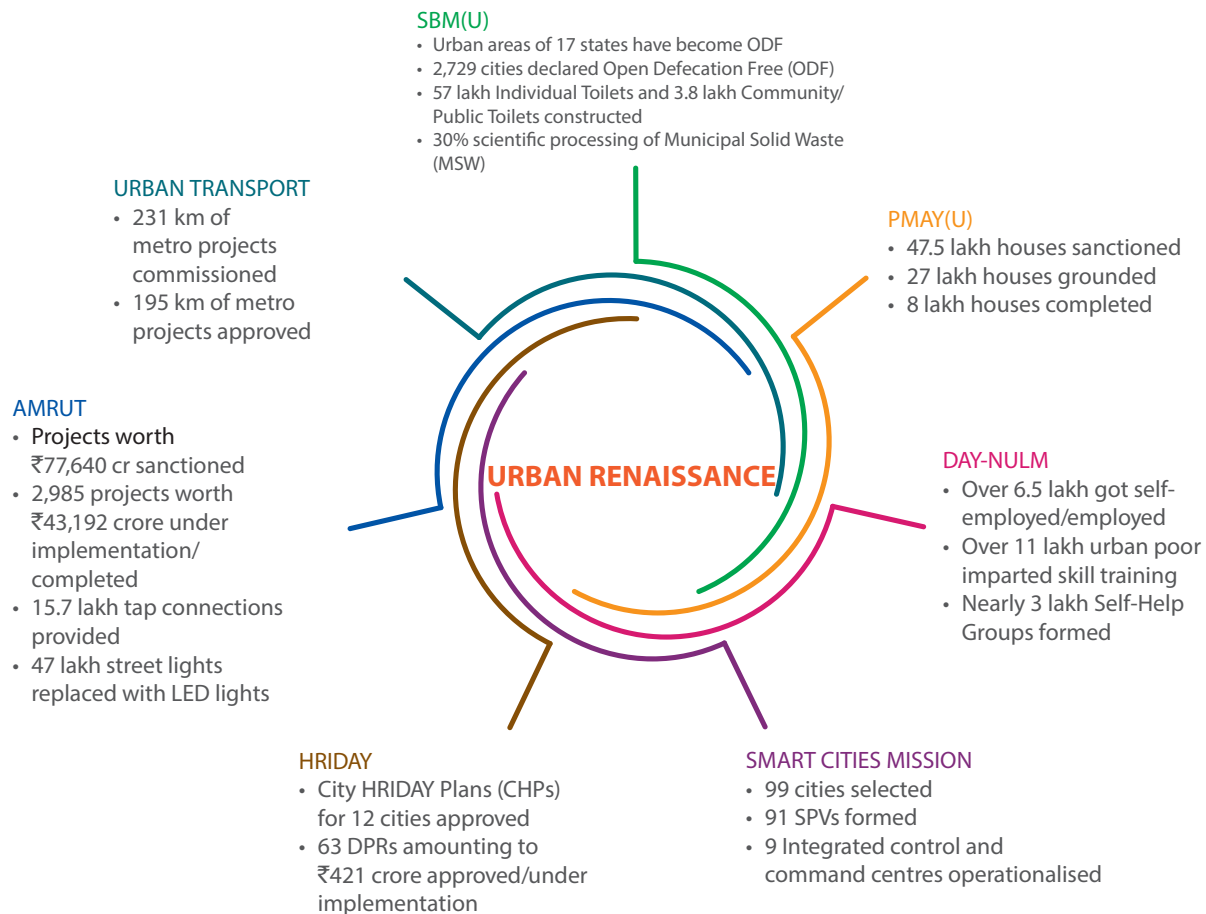 SBM(U)
• Urban areas of 17 states have become ODF
• 2,729 cities declared Open Defecation Free (ODF)
• 57 lakh Individual Toilets and 3.8 lakh Community/
Public Toilets constructed
• 30% scientific processing of Municipal Solid Waste
(MSW)
URBAN TRANSPORT
• 231 km of
metro projects
commissioned
• 195 km of metro
projects approved
PMAY(U)
• 47.5 lakh houses sanctioned
• 27 lakh houses grounded
• 8 lakh houses completed
AMRUT
• Projects worth
₹77,640 cr sanctioned
• 2,985 projects worth
₹43,192 crore under
implementation/
completed
• 15.7 lakh tap connections
provided
• 47 lakh street lights
replaced with LED lights
URBAN RENAISSANCE
DAY-NULM
• Over 6.5 lakh got self-
employed/employed
• Over 11 lakh urban poor
imparted skill training
• Nearly 3 lakh Self-Help
Groups formed
HRIDAY
• City HRIDAY Plans (CHPs)
for 12 cities approved
• 63 DPRs amounting to
₹421 crore approved/under
implementation
SMART CITIES MISSION
• 99 cities selected
• 91 SPVs formed
• 9 Integrated control and
command centres operationalised